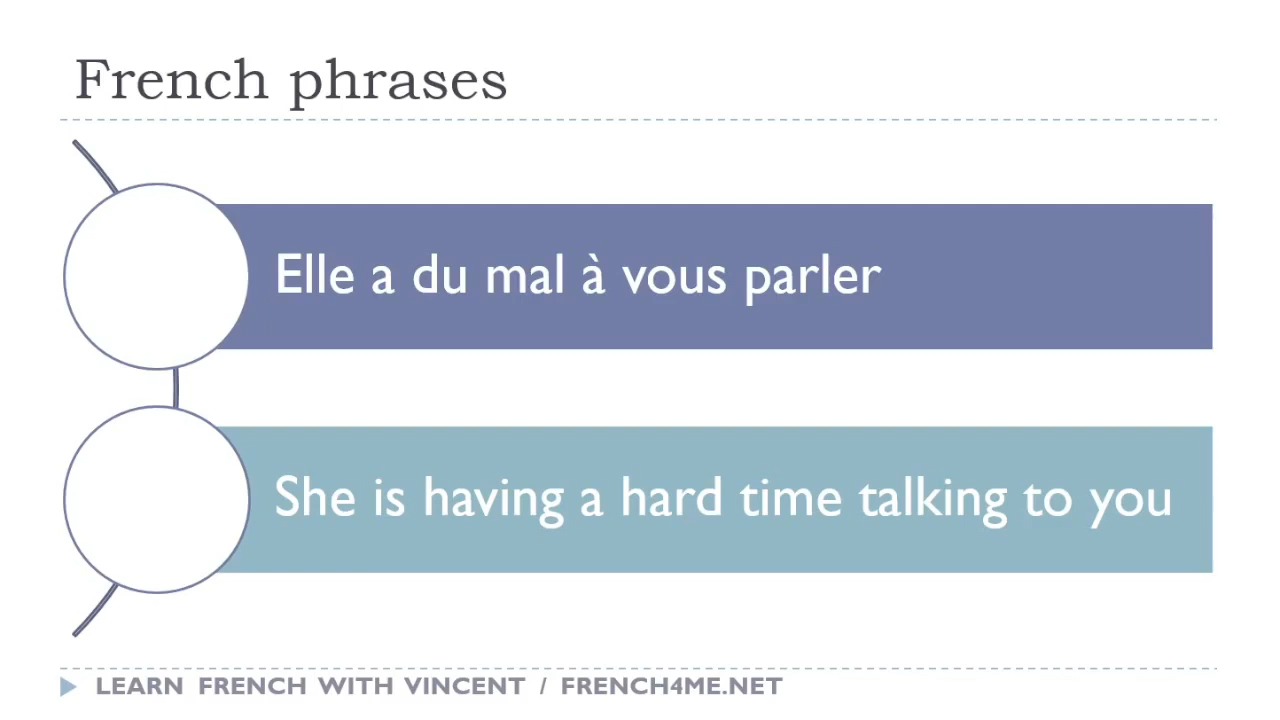 French phrases
Elle a du mal à vous parler
She is having a hard time talking to you
LEARN FRENCH WITH VINCENT / FRENCH4ME.NET